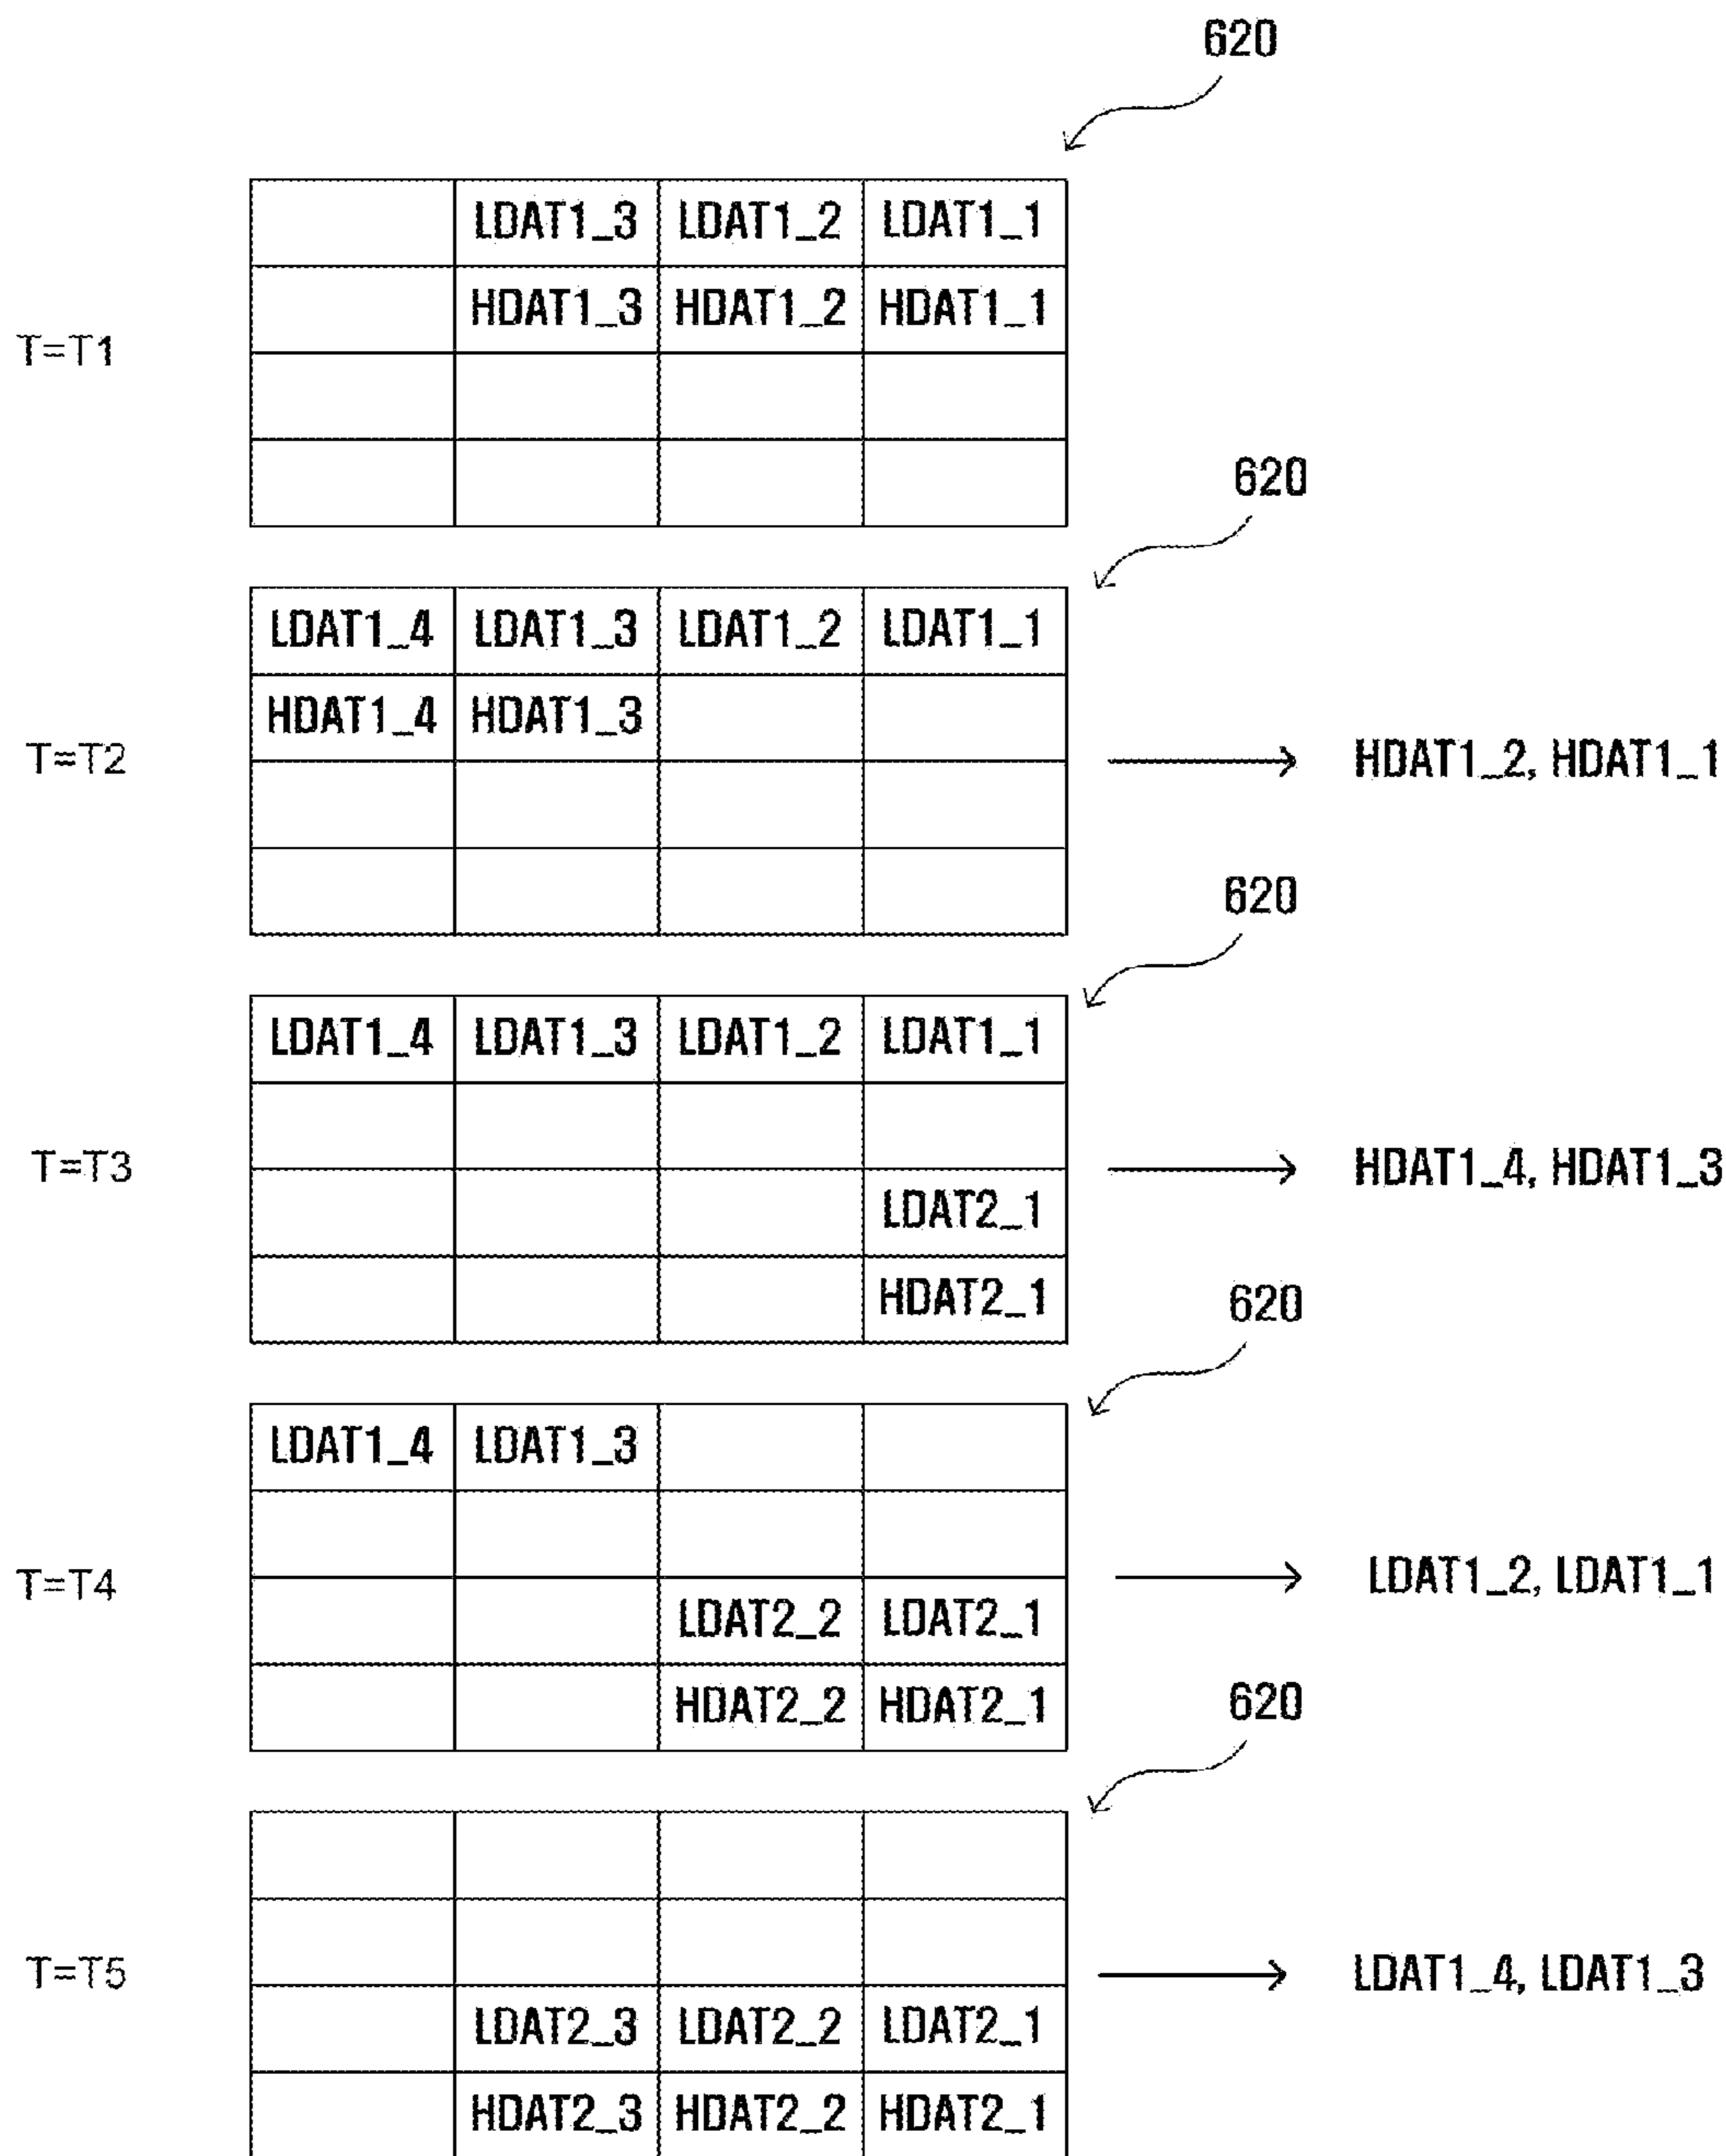 620
LDAT1_3 LDAT1_2 LDAT1_1
HDAT1_3 HDAT1_2 HDAT1_1
T=T1
620
LDAT1_4 LDAT1_3 LDAT1_2 LDAT1_1
HDAT1_4 HDAT1_3
T=T2 HDAT1_2, HDAT1_1
620
LDAT1_4 LDAT1_3 LDAT1_2 LDAT1_1
T=T3 HDAT1_4, HDAT1_3
LDAT2_1
HDAT2_1
620
LDAT1_4 LDAT1_3
T=T4 LDAT1_2, LDAT1_1
LDAT2_2 LDAT2_1
HDAT2_2 HDAT2_1
620
T=T5 LDAT1_4, LDAT1_3
LDAT2_3 LDAT2_2 LDAT2_1
HDAT2_3 HDAT2_2 HDAT2_1